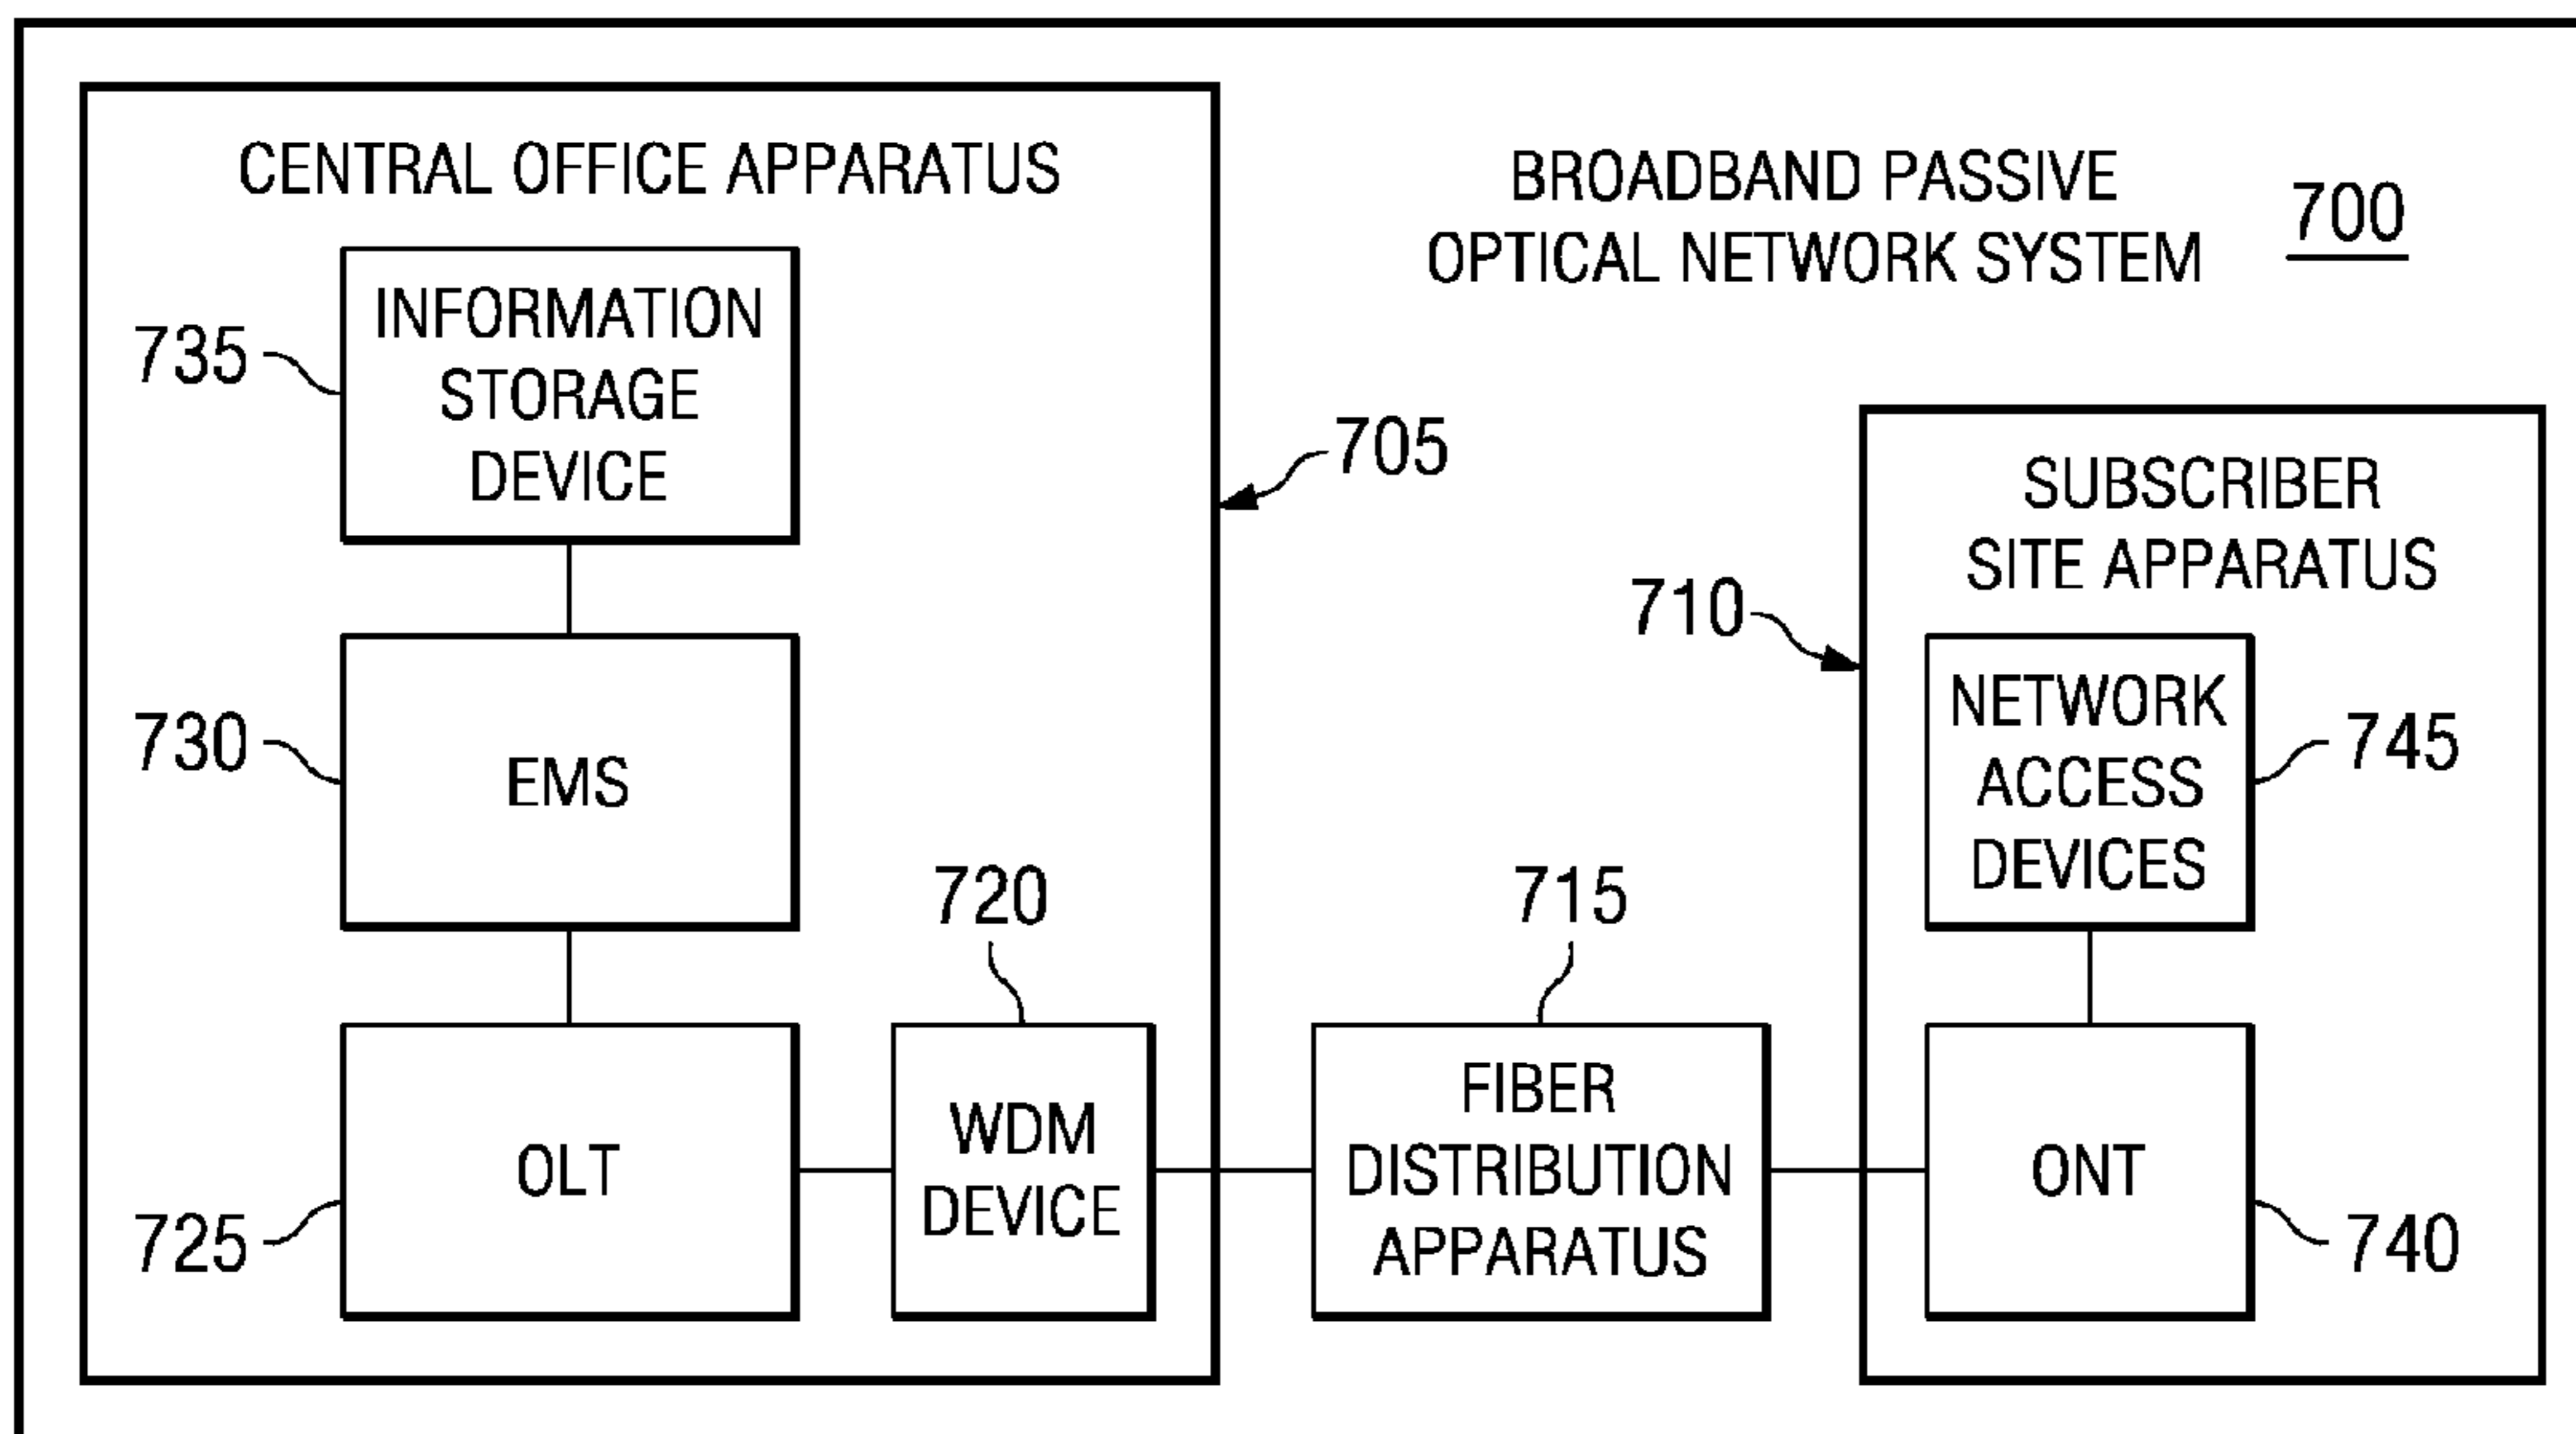 CENTRAL OFFICE APPARATUS
BROADBAND PASSIVE
OPTICAL NETWORK SYSTEM
700
INFORMATION
STORAGE
DEVICE
735
705
SUBSCRIBER
SITE APPARATUS
710
EMS
730
NETWORK
ACCESS
DEVICES
745
720
715
OLT
725
WDM
DEVICE
FIBER
DISTRIBUTION
APPARATUS
ONT
740